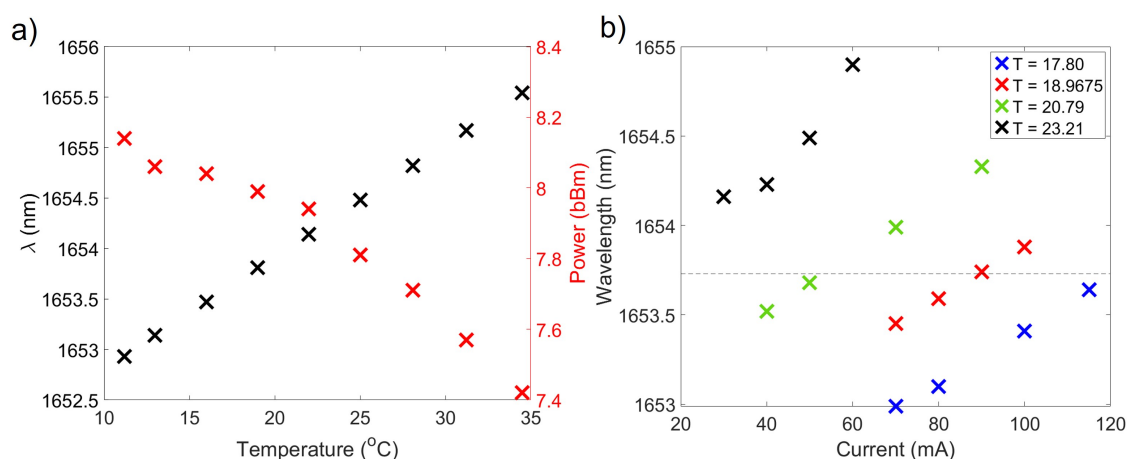 a)
1656
1655.5
1655
1654.5
1654
1653.5
1653
1652.5
λ (nm)
10
15
20
25
30
35
Temperature (°C)
8.4
8.2
8
7.8
7.6
7.4
Power (bBm)
b)
1655
1654.5
1654
1653.5
1653
Wavelength (nm)
20
40
60
80
100
120
Current (mA)
T = 17.80
T = 18.9675
T = 20.79
T = 23.21